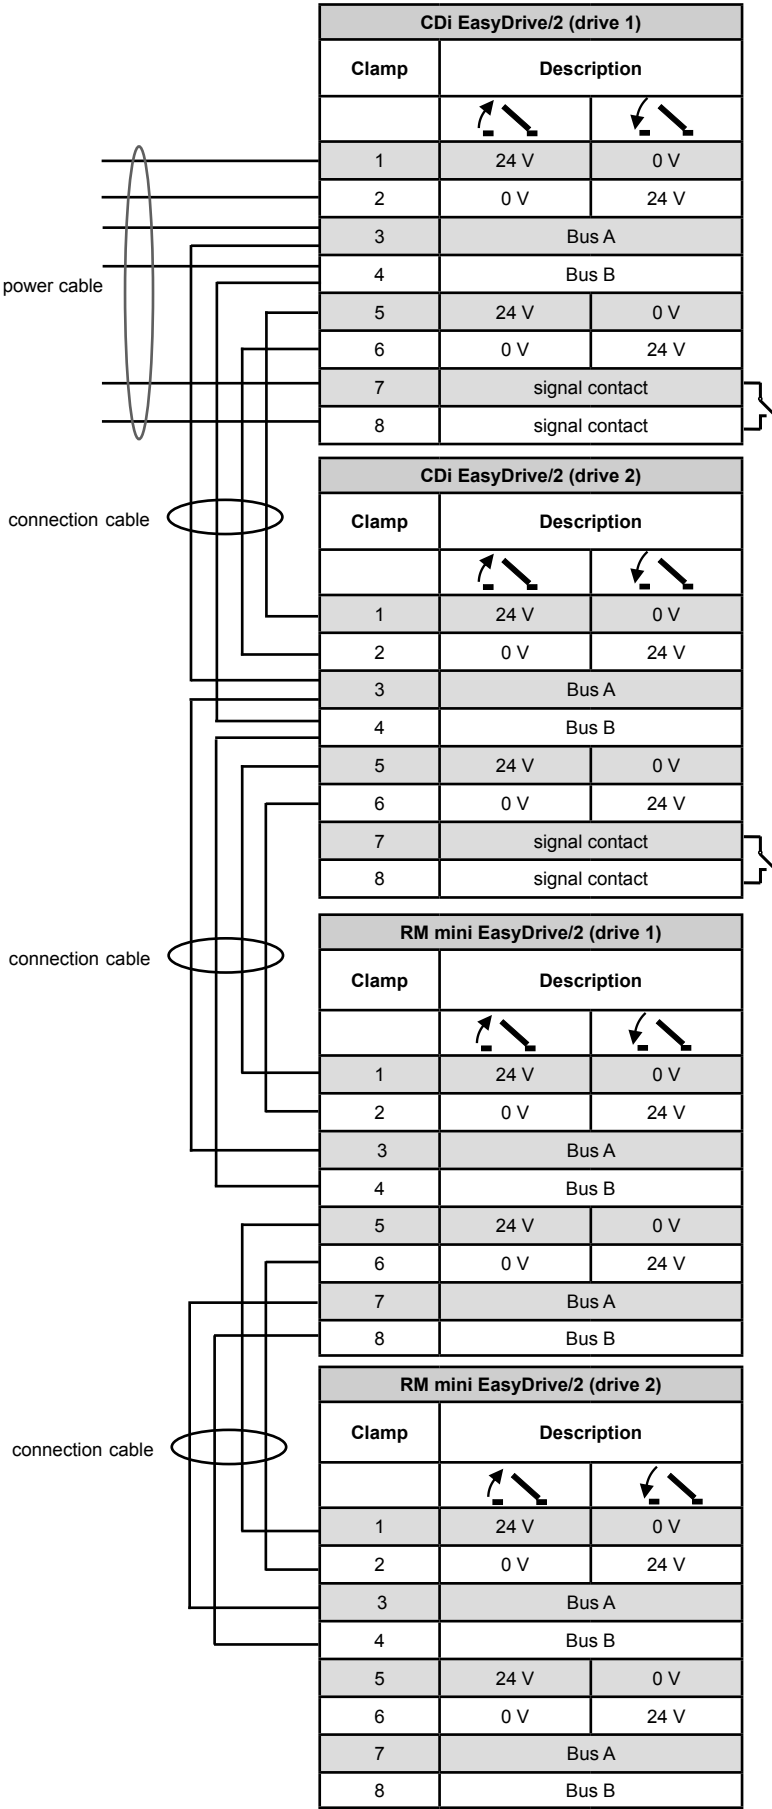 CDi EasyDrive/2 (drive 1)
Clamp Description
1 24 V 0 V
2 0 V 24 V
3 Bus A
4 Bus B
power cable
5 24 V 0 V
6 0 V 24 V
7 signal contact
8 signal contact
CDi EasyDrive/2 (drive 2)
connection cable
Clamp Description
1 24 V 0 V
2 0 V 24 V
3 Bus A
4 Bus B
5 24 V 0 V
6 0 V 24 V
7 signal contact
8 signal contact
RM mini EasyDrive/2 (drive 1)
connection cable
Clamp Description
1 24 V 0 V
2 0 V 24 V
3 Bus A
4 Bus B
5 24 V 0 V
6 0 V 24 V
7 Bus A
8 Bus B
RM mini EasyDrive/2 (drive 2)
connection cable
Clamp Description
1 24 V 0 V
2 0 V 24 V
3 Bus A
4 Bus B
5 24 V 0 V
6 0 V 24 V
7 Bus A
8 Bus B